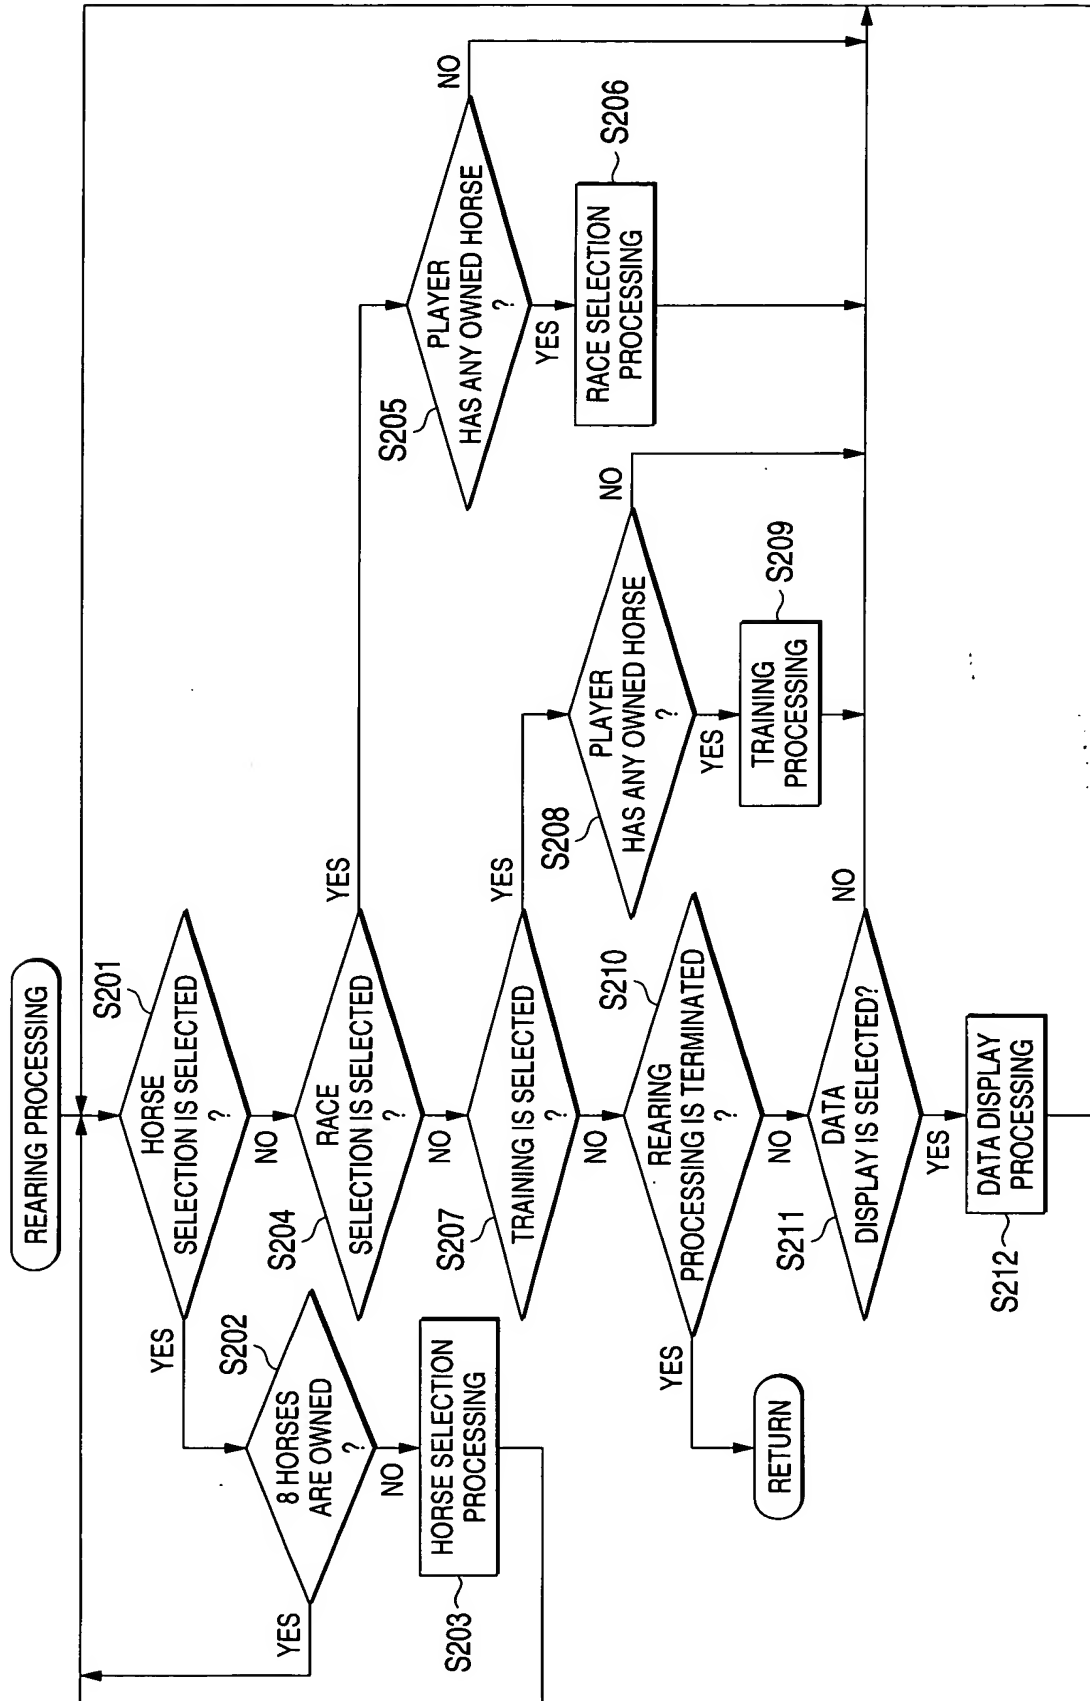 REARING PROCESSING
S201
HORSE
SELECTION IS SELECTED
?
YES
NO
S202
8 HORSES
ARE OWNED
?
YES
NO
HORSE SELECTION
PROCESSING
S203
S204
RACE
SELECTION IS SELECTED
?
YES
NO
S205
PLAYER
HAS ANY OWNED HORSE
?
NO
YES
S206
RACE SELECTION
PROCESSING
S207
TRAINING IS SELECTED
?
YES
NO
S208
PLAYER
HAS ANY OWNED HORSE
?
NO
YES
S209
TRAINING
PROCESSING
S210
REARING
PROCESSING IS TERMINATED
?
YES
NO
RETURN
S211
DATA
DISPLAY IS SELECTED?
NO
YES
DATA DISPLAY
PROCESSING
S212